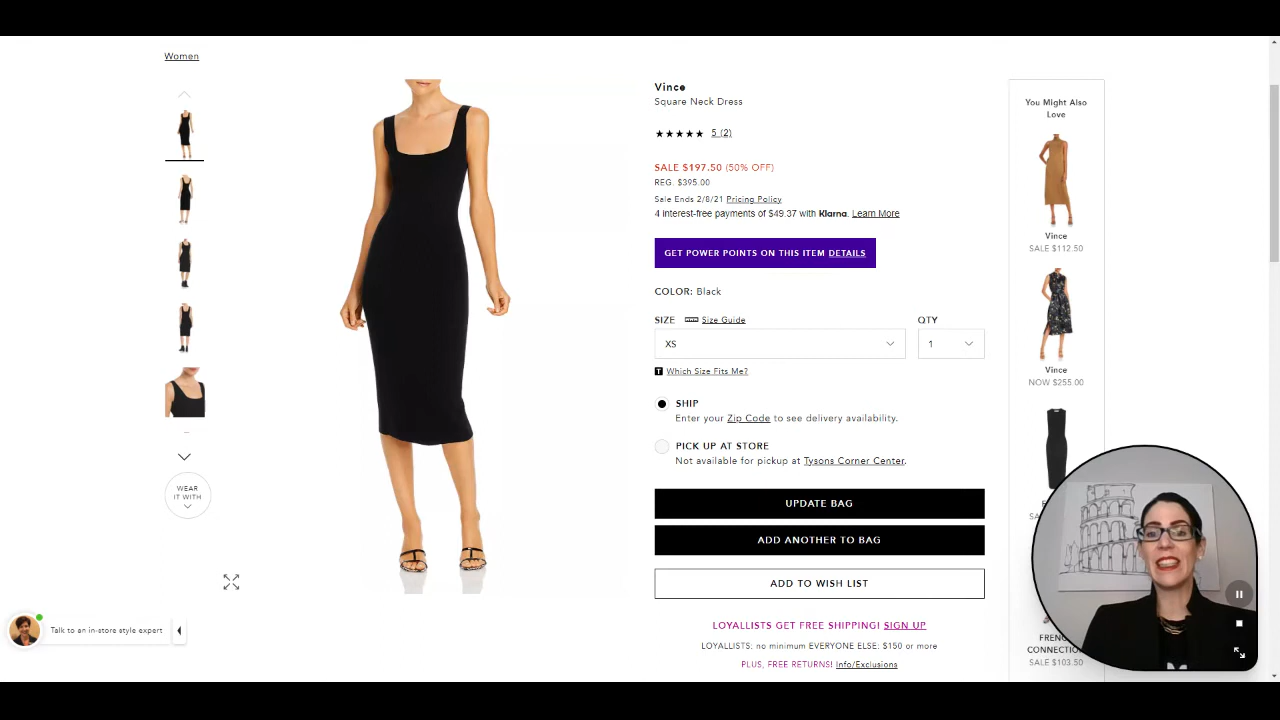 Women
Vince
Square Neck Dress
5 (2)
SALE $197.50 (50% OFF)
REG. $395.00
Sale Ends 2/8/21 Pricing Policy
4 interest-free payments of $49.37 with Klarna. Learn More
GET POWER POINTS ON THIS ITEM DETAILS
COLOR: Black
SIZE Size Guide QTY
XS 1
T Which Size Fits Me?
SHIP
Enter your Zip Code to see delivery availability.
PICK UP AT STORE
Not available for pickup at Tysons Corner Center.
UPDATE BAG
ADD ANOTHER TO BAG
ADD TO WISH LIST
LOYALLISTS GET FREE SHIPPING! SIGN UP
LOYALLISTS: no minimum EVERYONE ELSE: $150 or more
PLUS, FREE RETURNS! Info/Exclusions
WEAR
IT WITH
Talk to an in-store style expert
You Might Also
Love
Vince
SALE $112.50
Vince
NOW $255.00
FRENC
CONNECTION
SALE $103.50